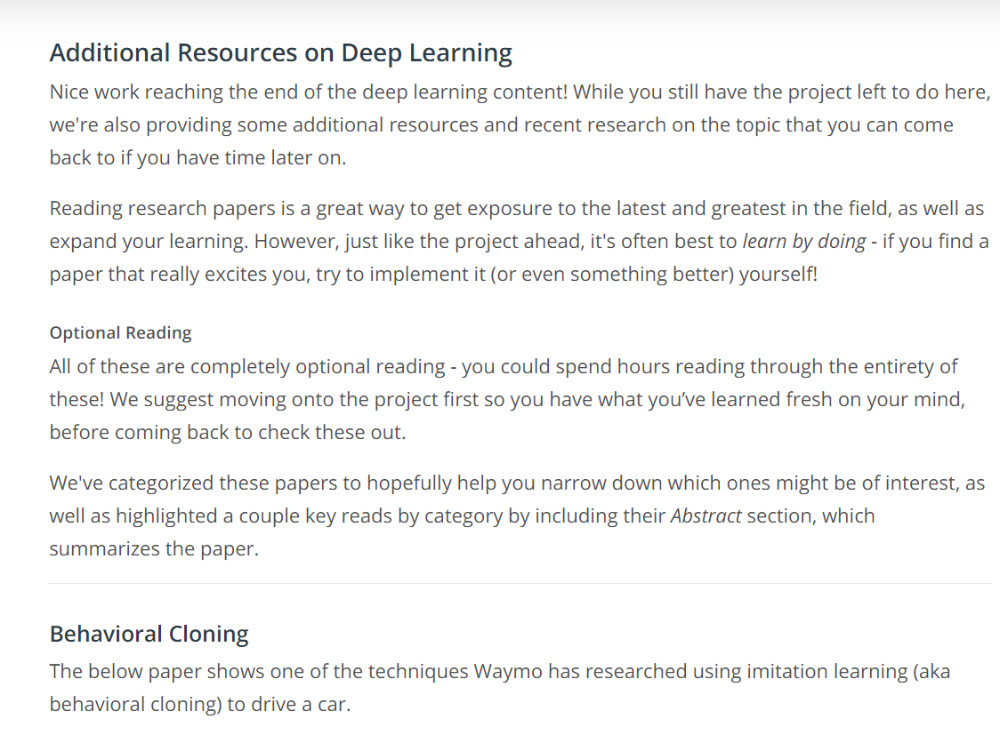 Additional Resources on Deep Learning
Nice work reaching the end of the deep learning content! While you still have the project left to do here,
we're also providing some additional resources and recent research on the topic that you can come
back to if you have time later on.
Reading research papers is a great way to get exposure to the latest and greatest in the field, as well as
expand your learning. However, just like the project ahead, it's often best to learn by doing - if you find a
paper that really excites you, try to implement it (or even something better) yourself!
Optional Reading
All of these are completely optional reading - you could spend hours reading through the entirety of
these! We suggest moving onto the project first so you have what you’ve learned fresh on your mind,
before coming back to check these out.
We've categorized these papers to hopefully help you narrow down which ones might be of interest, as
well as highlighted a couple key reads by category by including their Abstract section, which
summarizes the paper.
Behavioral Cloning
The below paper shows one of the techniques Waymo has researched using imitation learning (aka
behavioral cloning) to drive a car.